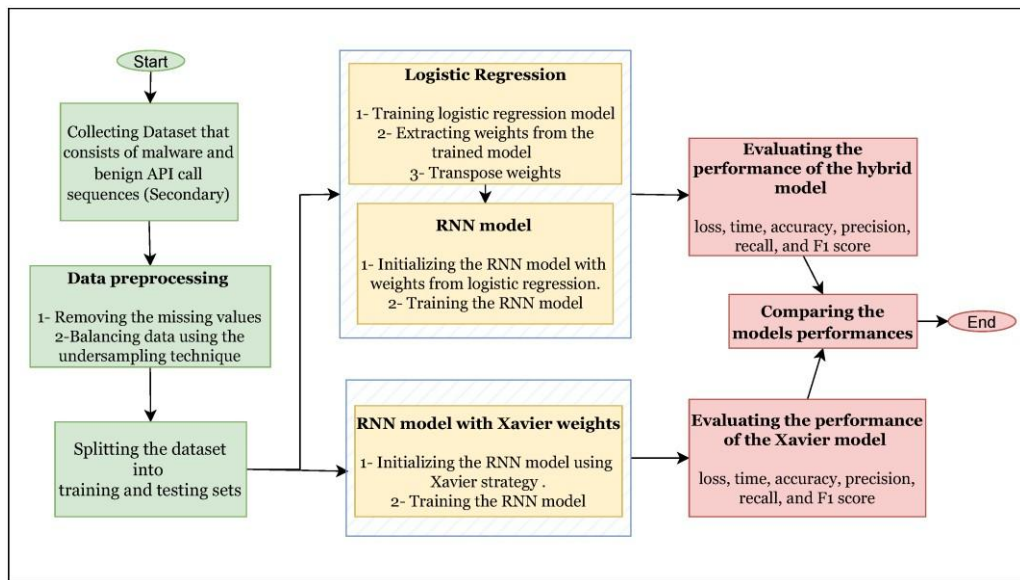 Start
Collecting Dataset that
consists of malware and
benign API call
sequences (Secondary)
Data preprocessing
1- Removing the missing values
2-Balancing data using the
undersampling technique
Splitting the dataset
into
training and testing sets
Logistic Regression
1- Training logistic regression model
2- Extracting weights from the
trained model
3- Transpose weights
RNN model
1- Initializing the RNN model with
weights from logistic regression.
2- Training the RNN model
RNN model with Xavier weights
1- Initializing the RNN model using
Xavier strategy .
2- Training the RNN model
Evaluating the
performance of the hybrid
model
loss, time, accuracy, precision,
recall, and F1 score
Comparing the
models performances
End
Evaluating the performance
of the Xavier model
loss, time, accuracy, precision,
recall, and F1 score